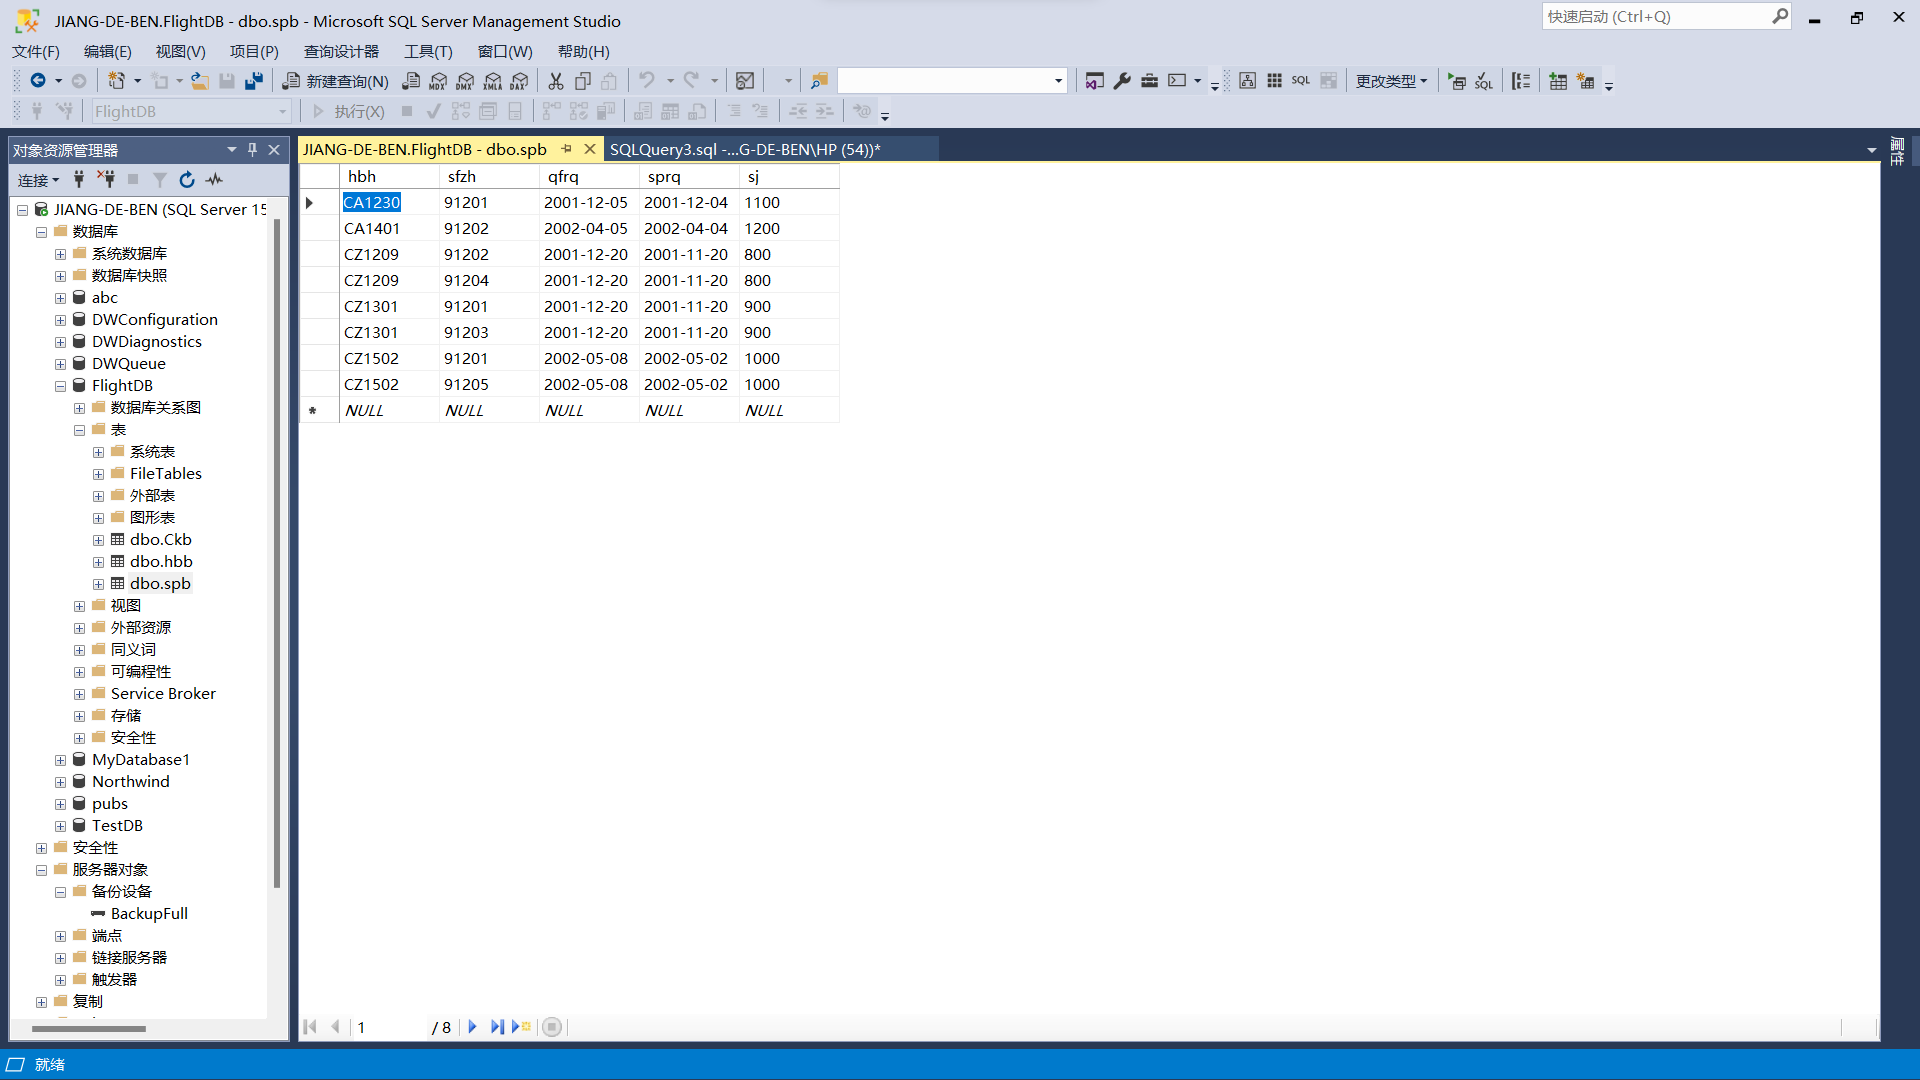 JIANG-DE-BEN.FlightDB - dbo.spb - Microsoft SQL Server Management Studio
快速启动 (Ctrl+Q)
文件(F) 编辑(E) 视图(V) 项目(P) 查询设计器 工具(T) 窗口(W) 帮助(H)
新建查询(N) MDX DMX XMLA DAX SQL 更改类型 SQL
FlightDB 执行(X)
对象资源管理器
连接
JIANG-DE-BEN (SQL Server 15
数据库
系统数据库
数据库快照
abc
DWConfiguration
DWDiagnostics
DWQueue
FlightDB
数据库关系图
表
系统表
FileTables
外部表
图形表
dbo.Ckb
dbo.hbb
dbo.spb
视图
外部资源
同义词
可编程性
Service Broker
存储
安全性
MyDatabase1
Northwind
pubs
TestDB
安全性
服务器对象
备份设备
BackupFull
端点
链接服务器
触发器
复制
JIANG-DE-BEN.FlightDB - dbo.spb SQLQuery3.sql -...G-DE-BEN\HP (54))*
hbh sfzh qfrq sprq sj
CA1230 91201 2001-12-05 2001-12-04 1100
CA1401 91202 2002-04-05 2002-04-04 1200
CZ1209 91202 2001-12-20 2001-11-20 800
CZ1209 91204 2001-12-20 2001-11-20 800
CZ1301 91201 2001-12-20 2001-11-20 900
CZ1301 91203 2001-12-20 2001-11-20 900
CZ1502 91201 2002-05-08 2002-05-02 1000
CZ1502 91205 2002-05-08 2002-05-02 1000
* NULL NULL NULL NULL NULL
1 / 8
属性
就绪